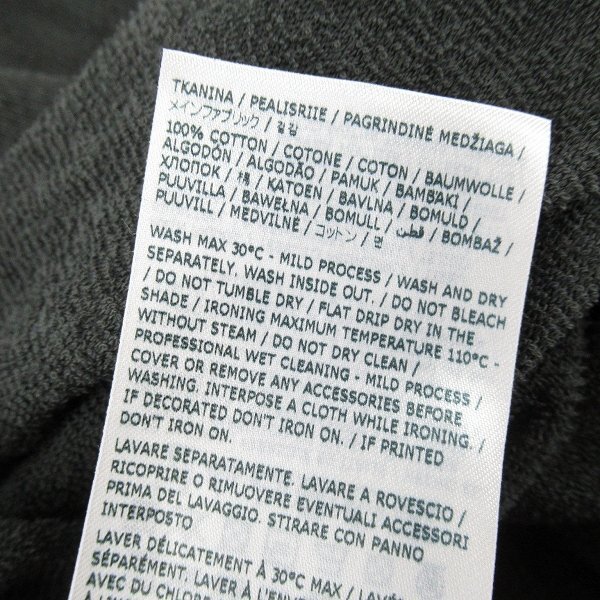 TKANINA / PEALISRIIE / PAGRINDINĖ MEDŽIAGA /
メインファブリック / 겉감
100% COTTON / COTONE / COTON / BAUMWOLLE /
ALGODÓN / ALGODÃO / PAMUK / BAMBAKI /
ХЛОПОК / 棉 / KATOEN / BAVLNA / BOMULD /
PUUVILLA / BAWEŁNA / BOMULL / قطن / BOMBAŽ /
PUUVILL / MEDVILNĖ / コットン / 면
WASH MAX 30°C - MILD PROCESS / WASH AND DRY
SEPARATELY, WASH INSIDE OUT. / DO NOT BLEACH
/ DO NOT TUMBLE DRY / FLAT DRIP DRY IN THE
SHADE / IRONING MAXIMUM TEMPERATURE 110°C -
WITHOUT STEAM / DO NOT DRY CLEAN /
PROFESSIONAL WET CLEANING - MILD PROCESS /
COVER OR REMOVE ANY ACCESSORIES BEFORE
WASHING. INTERPOSE A CLOTH WHILE IRONING. /
IF DECORATED DON'T IRON ON. / IF PRINTED
DON'T IRON ON.
LAVARE SEPARATAMENTE. LAVARE A ROVESCIO /
RICOPRIRE O RIMUOVERE EVENTUALI ACCESSORI
PRIMA DEL LAVAGGIO. STIRARE CON PANNO
INTERPOSTO
LAVER DÉLICATEMENT À 30°C MAX / LAVER
SÉPARÉMENT. LAVER À L'ENVERS
AVEC DU